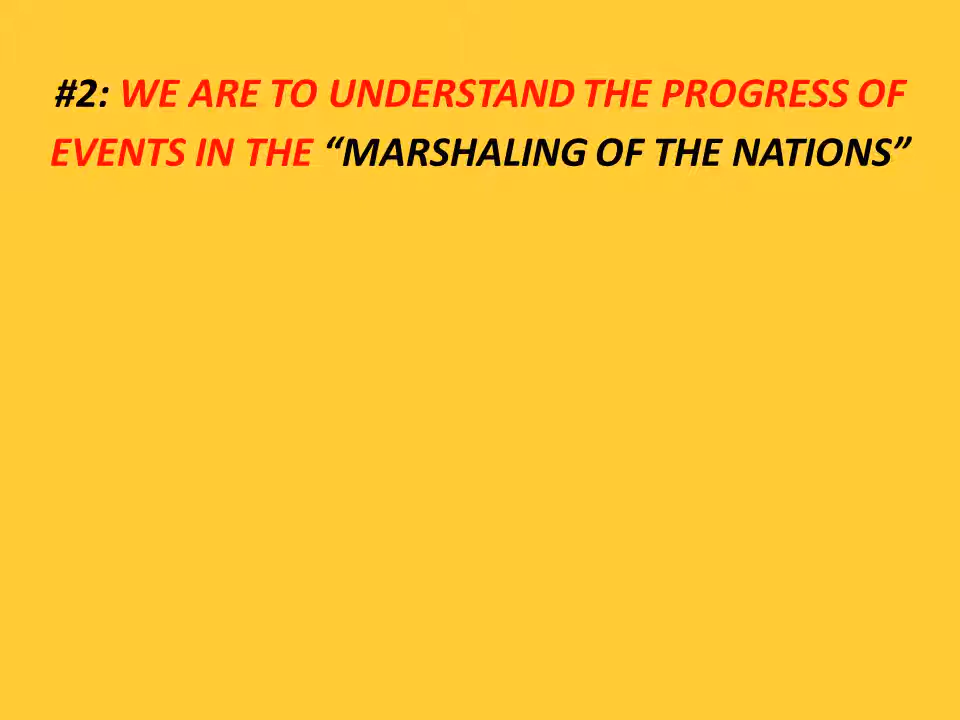 #2: WE ARE TO UNDERSTAND THE PROGRESS OF
EVENTS IN THE “MARSHALING OF THE NATIONS”